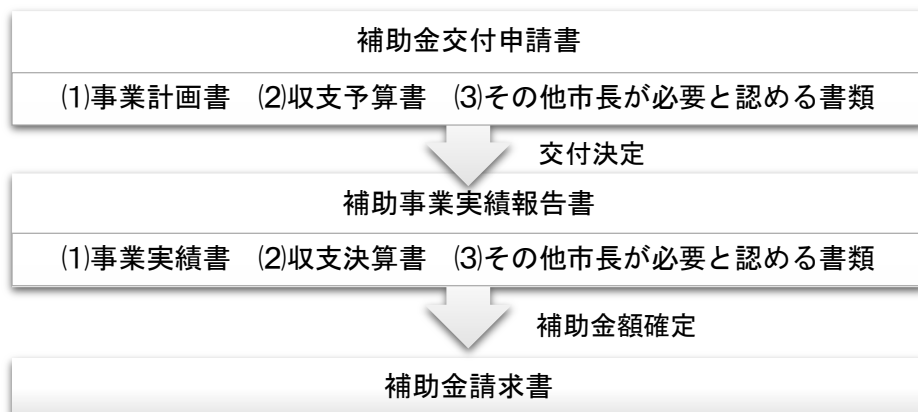 補助金交付申請書
⑴事業計画書　⑵収支予算書　⑶その他市長が必要と認める書類
交付決定
補助事業実績報告書
⑴事業実績書　⑵収支決算書　⑶その他市長が必要と認める書類
補助金額確定
補助金請求書